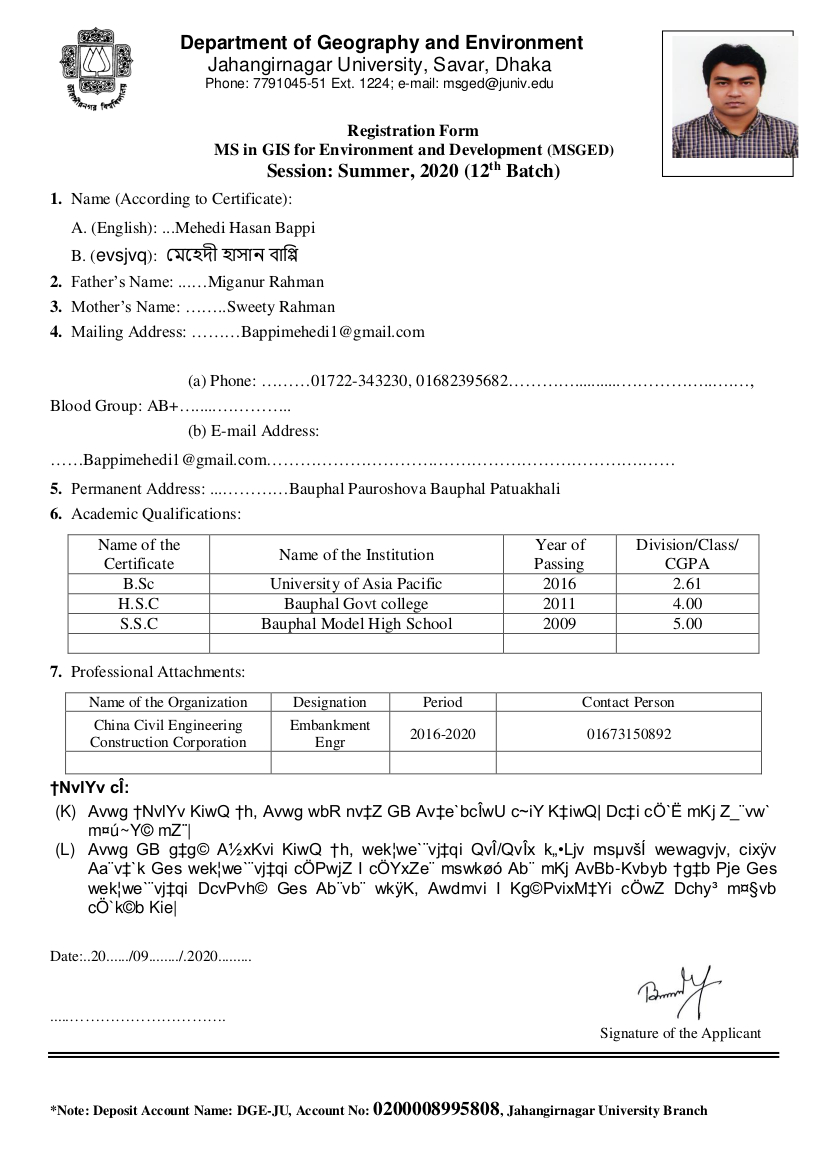 Department of Geography and Environment
Jahangirnagar University, Savar, Dhaka
Phone: 7791045-51 Ext. 1224; e-mail: msged@juniv.edu
Registration Form
MS in GIS for Environment and Development (MSGED)
Session: Summer, 2020 (12th Batch)
1. Name (According to Certificate):
A. (English): ...Mehedi Hasan Bappi
B. (evsjvq): মেহেদী হাসান বাপ্পি
2. Father's Name: ...…Miganur Rahman
3. Mother's Name: ……..Sweety Rahman
4. Mailing Address: ………Bappimehedi1@gmail.com
(a) Phone: ………01722-343230, 01682395682…………..........……………..……,
Blood Group: AB+….....…………..
(b) E-mail Address:
……Bappimehedi1@gmail.com……………………………………………………………………
5. Permanent Address: ...…………Bauphal Pauroshova Bauphal Patuakhali
6. Academic Qualifications:
Name of the Certificate Name of the Institution Year of Passing Division/Class/ CGPA
B.Sc University of Asia Pacific 2016 2.61
H.S.C Bauphal Govt college 2011 4.00
S.S.C Bauphal Model High School 2009 5.00
7. Professional Attachments:
Name of the Organization Designation Period Contact Person
China Civil Engineering Construction Corporation Embankment Engr 2016-2020 01673150892
†NvlYv cÎ:
(K) Avwg †NvlYv KiwQ †h, Avwg wbR nv‡Z GB Av‡e`bcÎwU c~iY K‡iwQ| Dc‡i cÖ`Ë mKj Z_¨vw`
m¤ú~Y© mZ¨|
(L) Avwg GB g‡g© A½xKvi KiwQ †h, wek¦we`¨vj‡qi QvÎ/QvÎx k„•Ljv msµvšÍ wewagvjv, cixÿv
Aa¨v‡`k Ges wek¦we`¨vj‡qi cÖPwjZ I cÖYxZe¨ mswkøó Ab¨ mKj AvBb-Kvbyb †g‡b Pje Ges
wek¦we`¨vj‡qi DcvPvh© Ges Ab¨vb¨ wkÿK, Awdmvi I Kg©PvixM‡Yi cÖwZ Dchy³ m¤§vb
cÖ`k©b Kie|
Date:..20....../09......../.2020.........
.....…………………………….
Signature of the Applicant
*Note: Deposit Account Name: DGE-JU, Account No: 0200008995808, Jahangirnagar University Branch